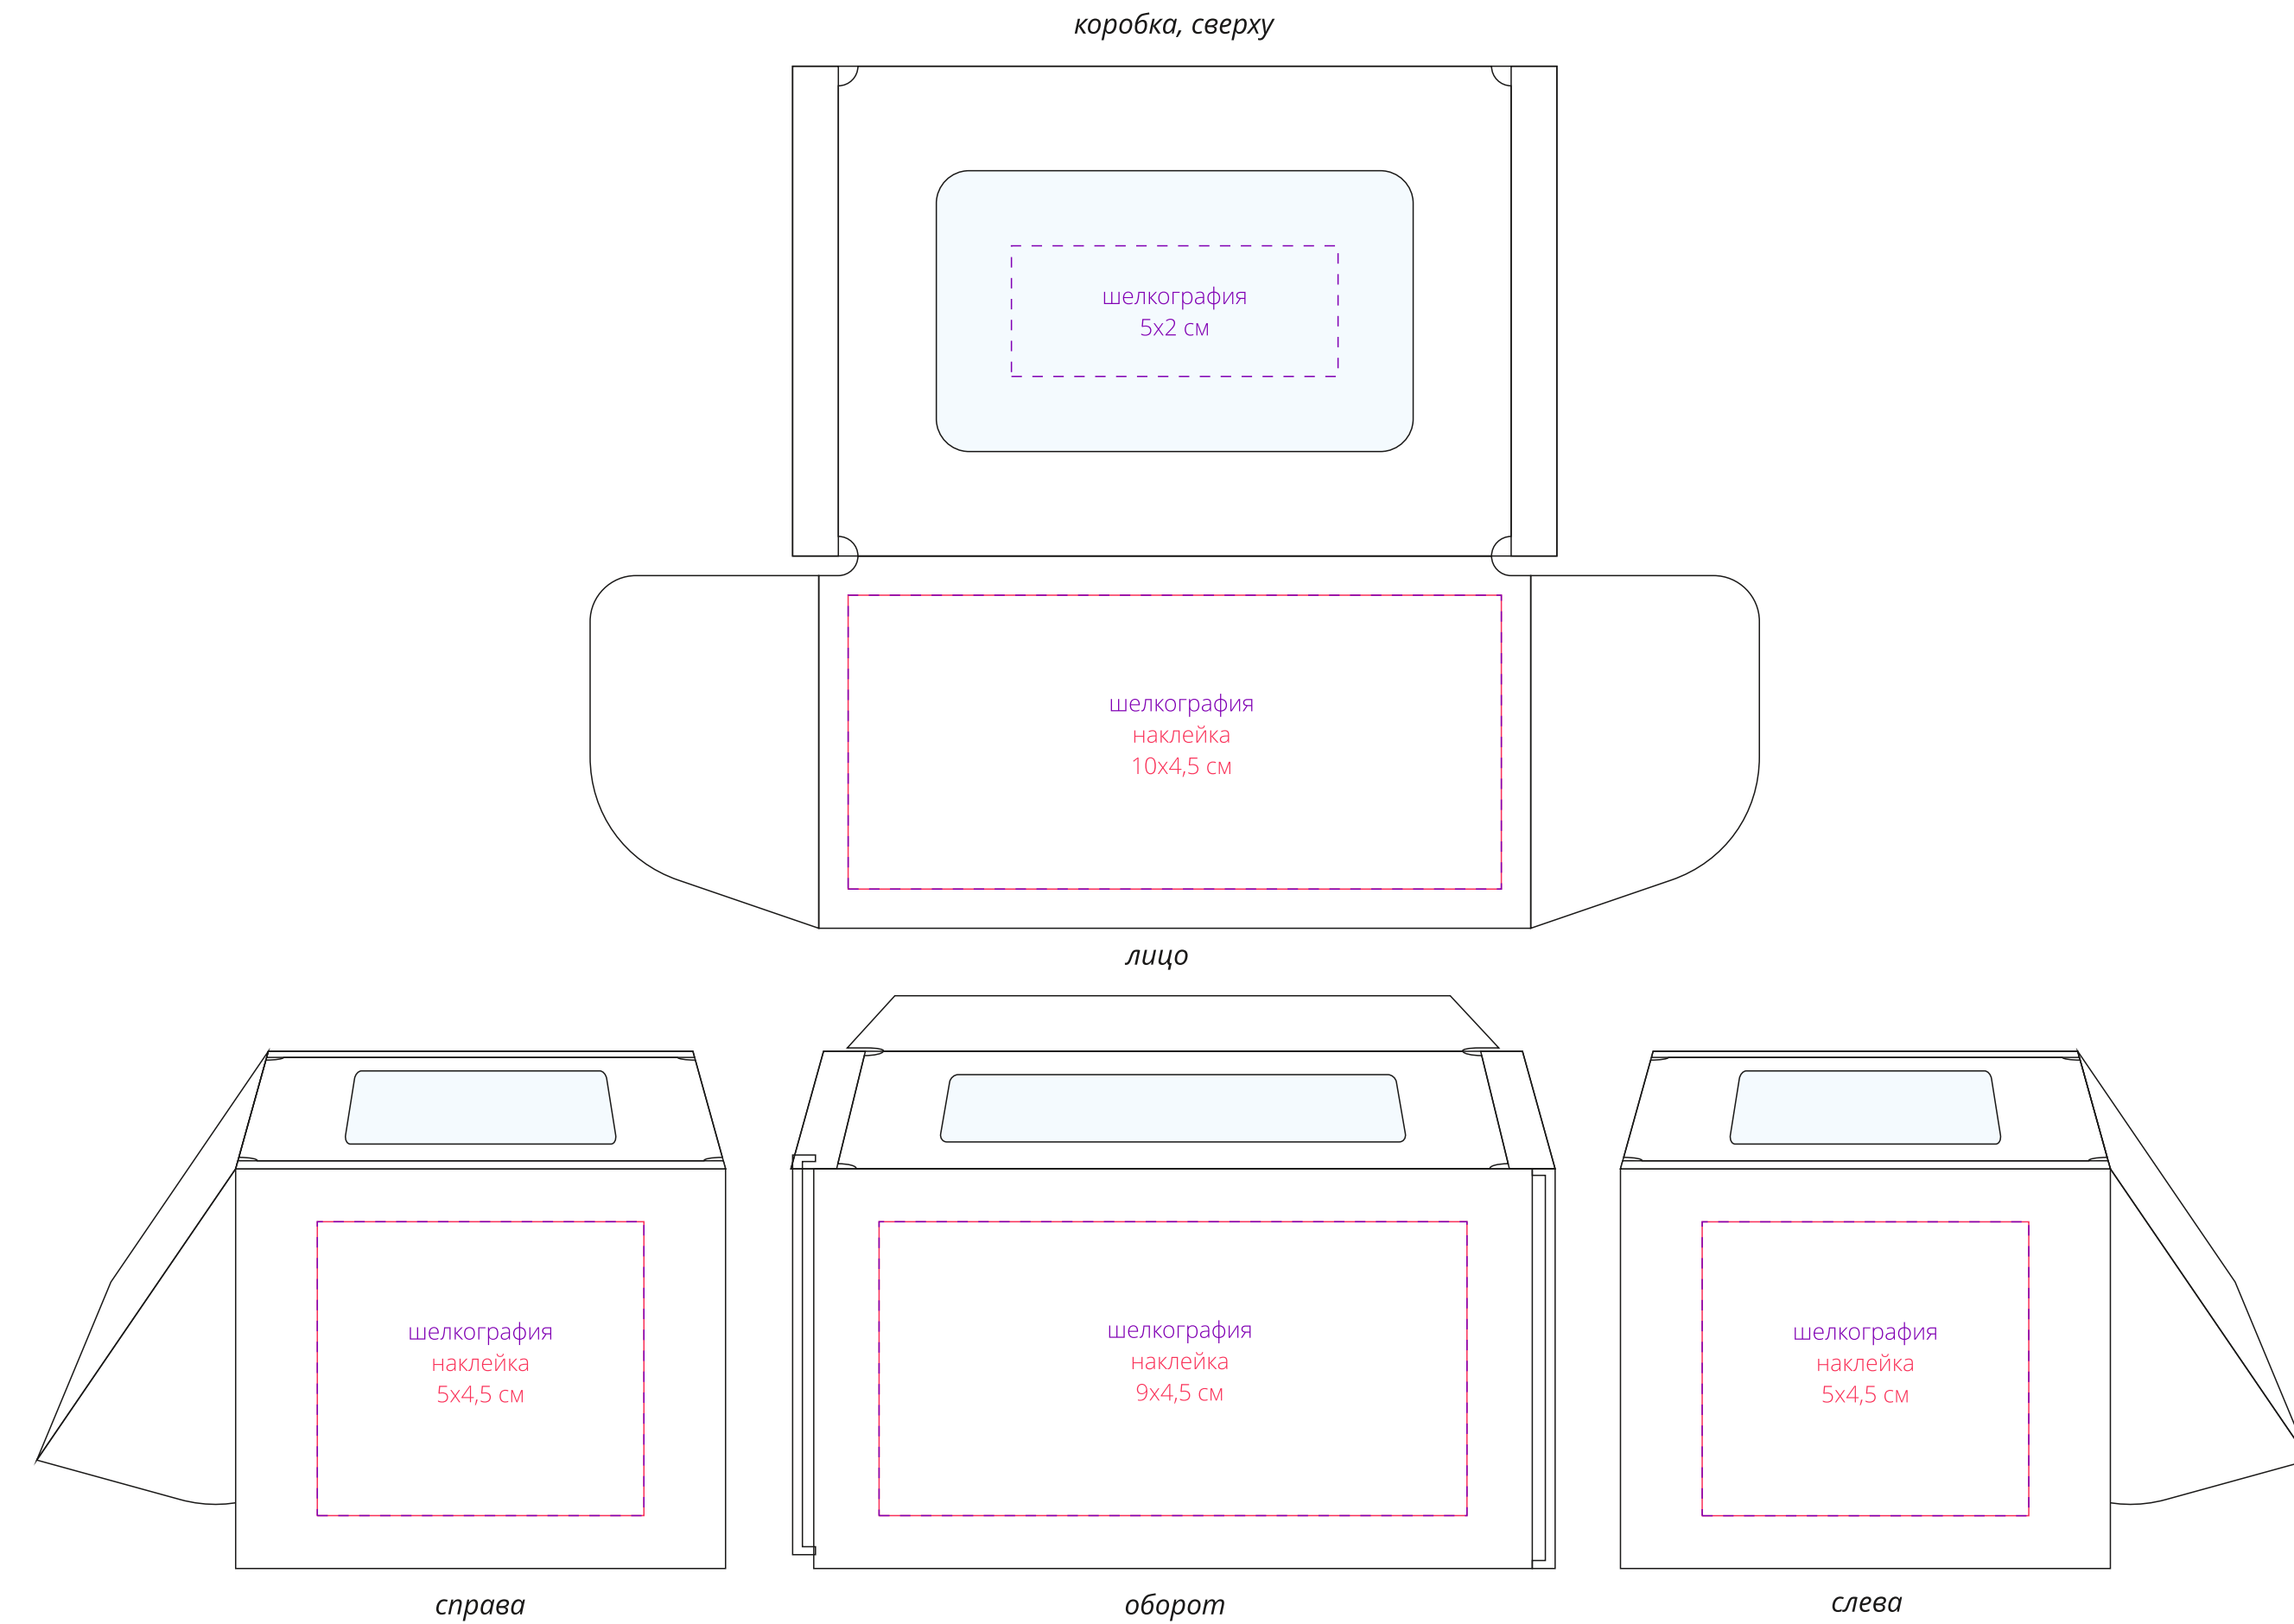 коробка, сверху
шелкография
5х2 см
шелкография
наклейка
10х4,5 см
лицо
шелкография
наклейка
5х4,5 см
шелкография
наклейка
9х4,5 см
шелкография
наклейка
5х4,5 см
справа
оборот
слева